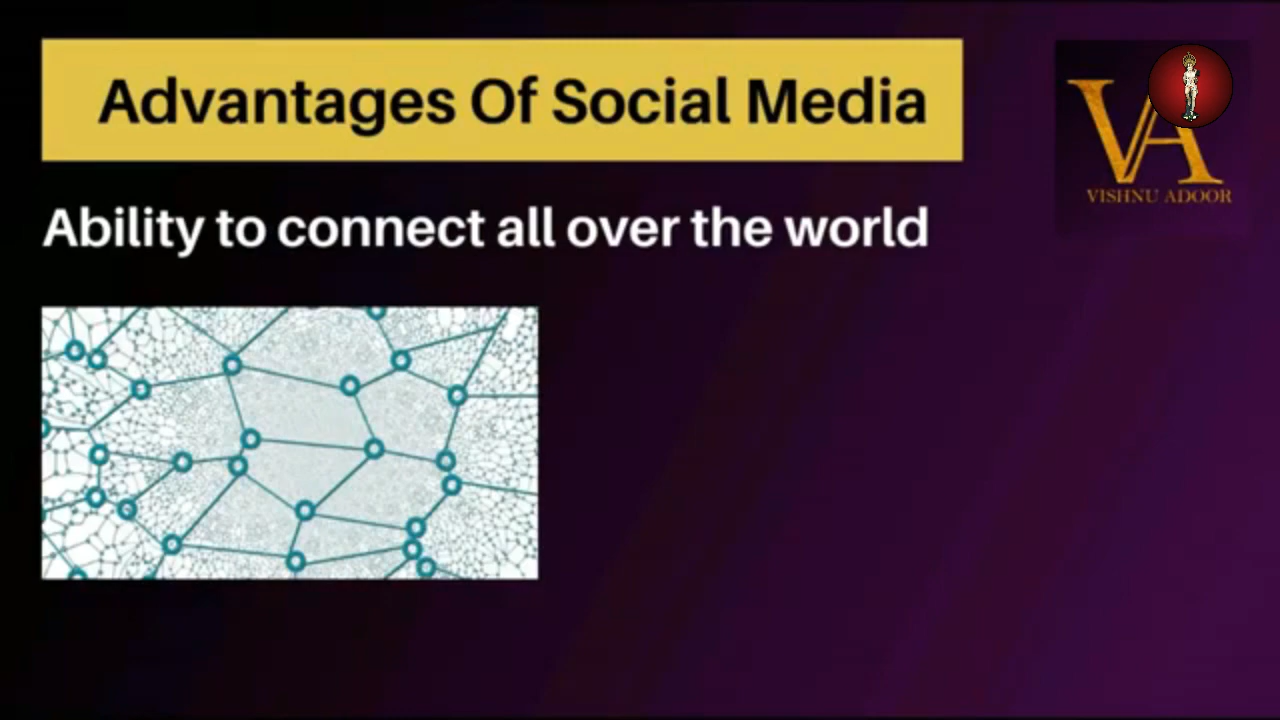 Advantages Of Social Media
Ability to connect all over the world
VA
VISHNU ADOOR